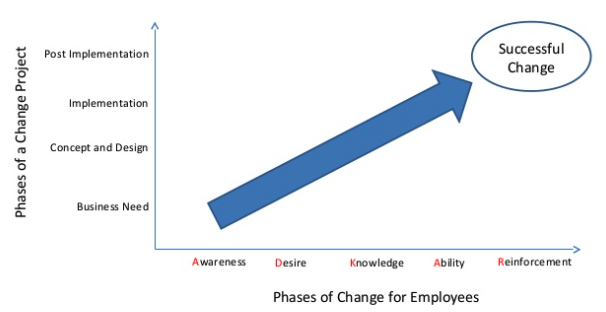 Phases of a Change Project
Post Implementation
Implementation
Concept and Design
Business Need
Successful
Change
Awareness Desire Knowledge Ability Reinforcement
Phases of Change for Employees